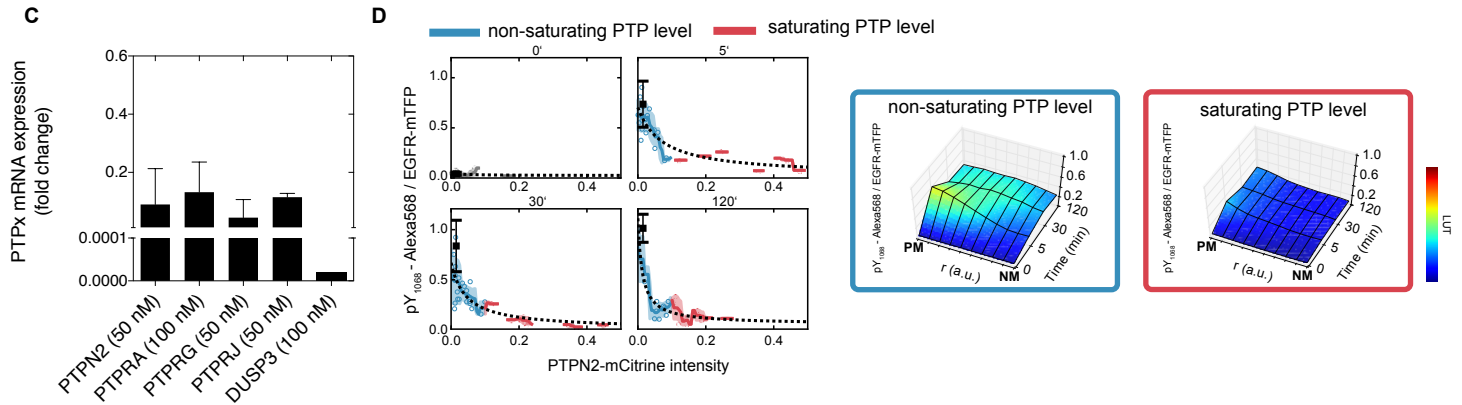 C
PTPx mRNA expression
(fold change)
0.6
0.4
0.2
0.0001
0.0000
PTPN2 (50 nM)
PTPRA (100 nM)
PTPRG (50 nM)
PTPRJ (50 nM)
DUSP3 (100 nM)
D
non-saturating PTP level
saturating PTP level
pY1068 - Alexa568 / EGFR-mTFP
0'
5'
1.0
0.5
0.0
30'
120'
1.0
0.5
0.0
0.0
0.2
0.4
0.0
0.2
0.4
PTPN2-mCitrine intensity
non-saturating PTP level
pY1068 - Alexa568 / EGFR-mTFP
1.0
0.6
0.2
120
30
5
0
Time (min)
PM
r (a.u.)
NM
saturating PTP level
pY1068 - Alexa568 / EGFR-mTFP
1.0
0.6
0.2
120
30
5
0
Time (min)
PM
r (a.u.)
NM
LUT